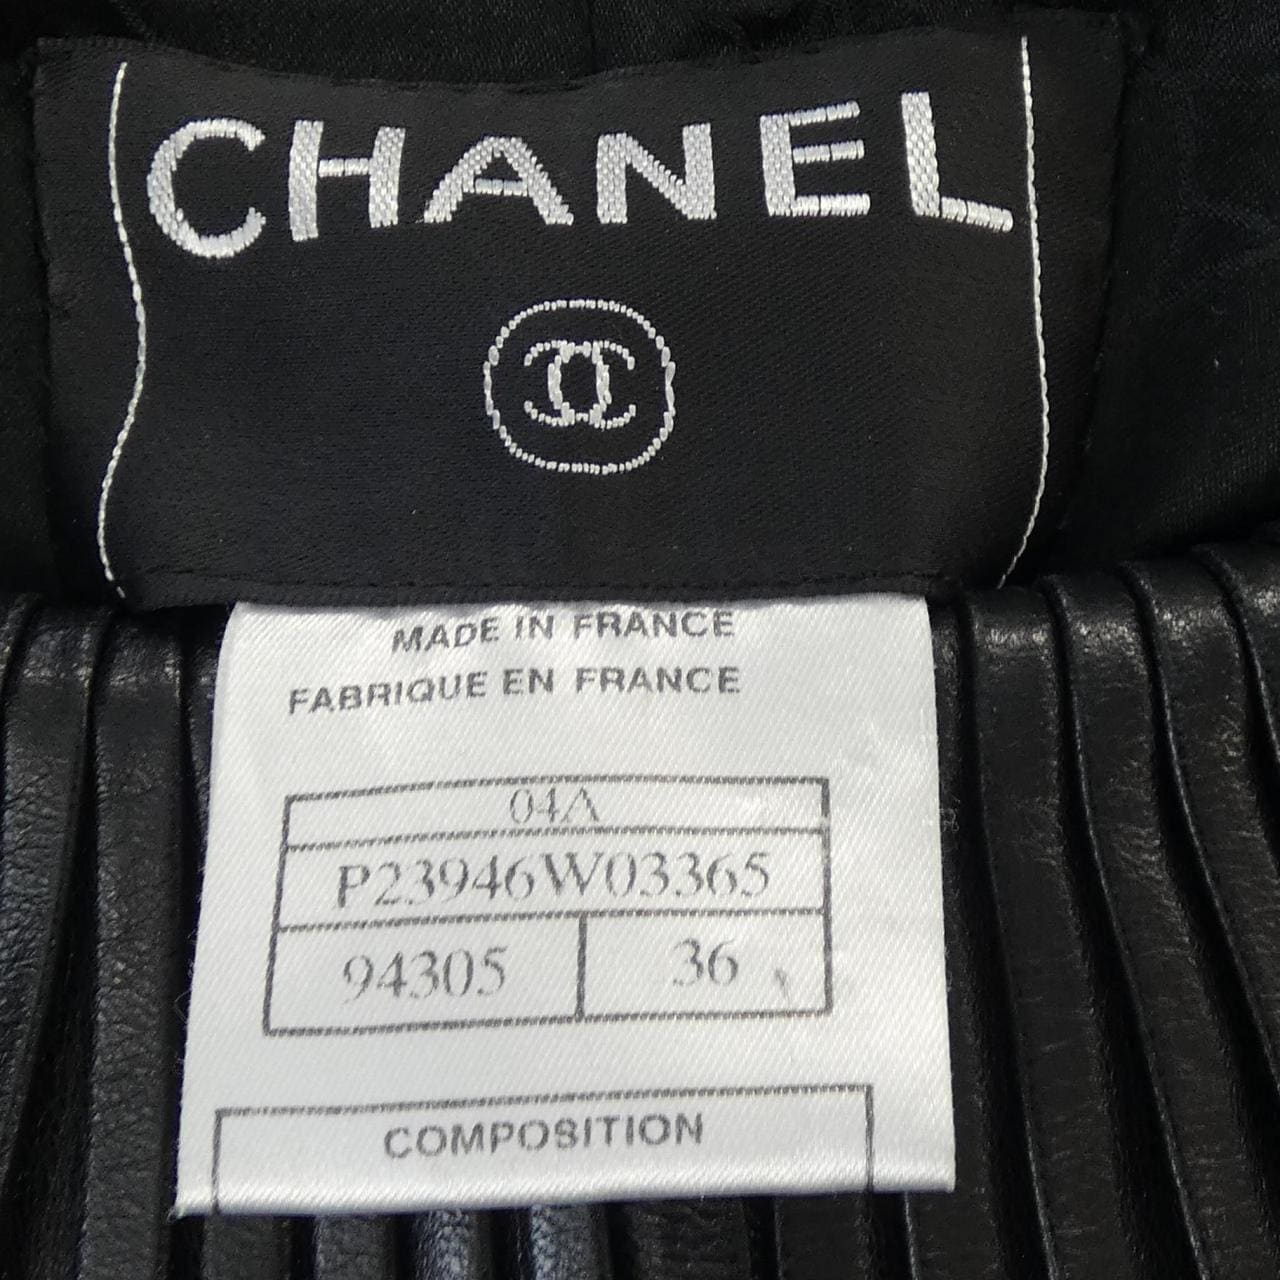 CHANEL
MADE IN FRANCE
FABRIQUE EN FRANCE
04A
P23946W03365
94305 36
COMPOSITION